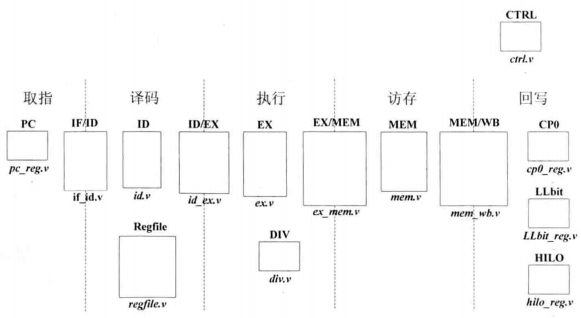 CTRL
ctrl.v
取指 译码 执行 访存 回写
PC IF/ID ID ID/EX EX EX/MEM MEM MEM/WB CP0
pc_reg.v if_id.v id.v id_ex.v ex.v ex_mem.v mem.v mem_wb.v cp0_reg.v
LLbit
LLbit_reg.v
Regfile DIV HILO
regfile.v div.v hilo_reg.v